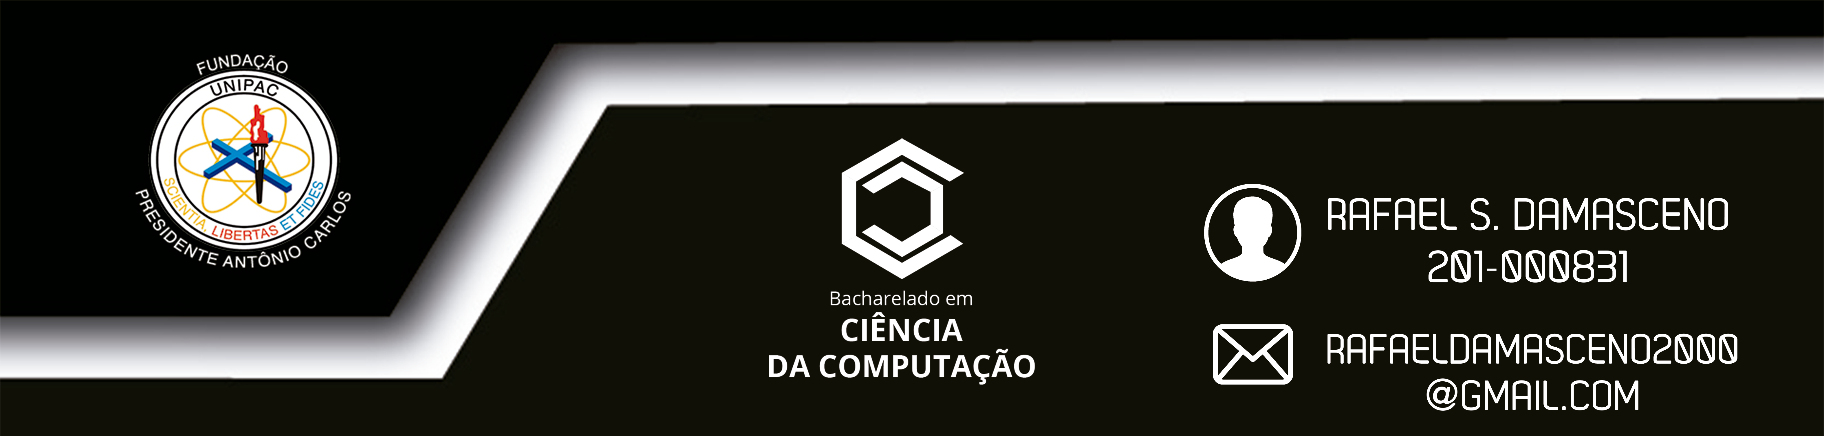 FUNDAÇÃO
UNIPAC
SCIENTIA, LIBERTAS ET FIDES
PRESIDENTE ANTÔNIO CARLOS
Bacharelado em
CIÊNCIA
DA COMPUTAÇÃO
RAFAEL S. DAMASCENO
201-000831
RAFAELDAMASCENO2000
@GMAIL.COM